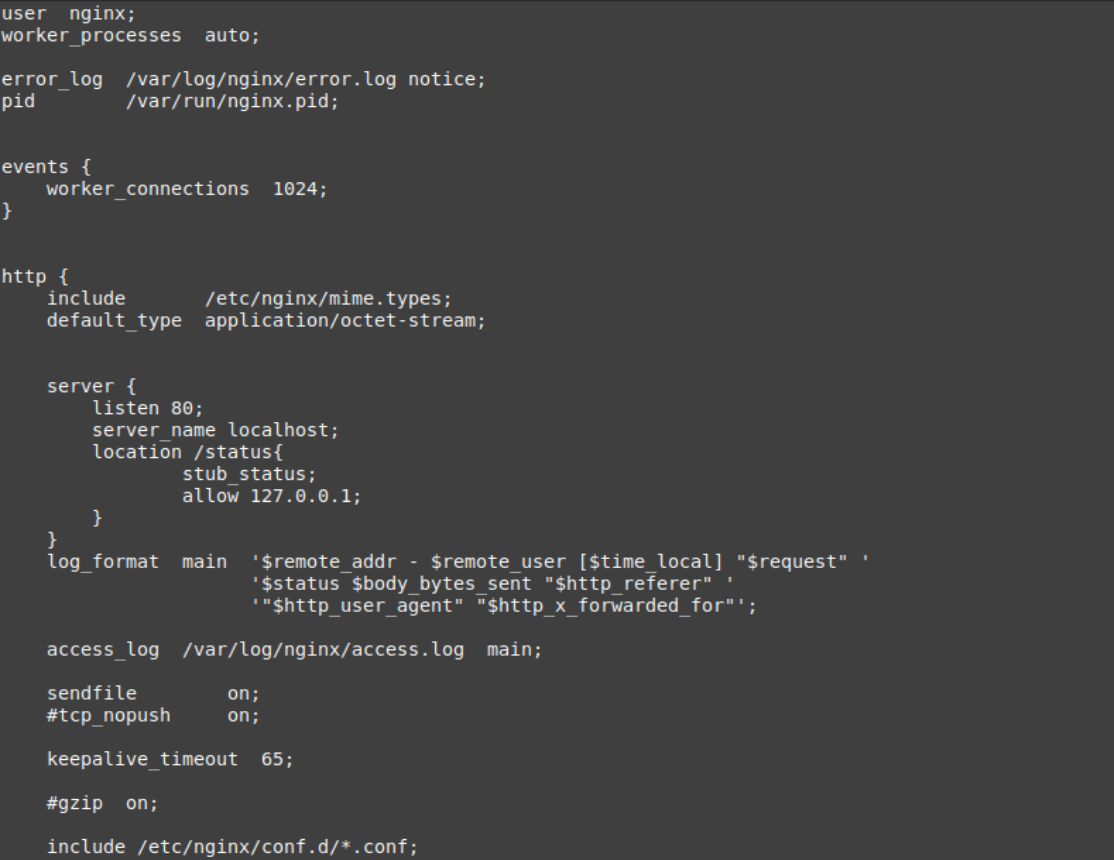 user  nginx;
worker_processes  auto;

error_log  /var/log/nginx/error.log notice;
pid        /var/run/nginx.pid;


events {
    worker_connections  1024;
}


http {
    include       /etc/nginx/mime.types;
    default_type  application/octet-stream;


    server {
        listen 80;
        server_name localhost;
        location /status{
                stub_status;
                allow 127.0.0.1;
        }
    }
    log_format  main  '$remote_addr - $remote_user [$time_local] "$request" '
                      '$status $body_bytes_sent "$http_referer" '
                      '"$http_user_agent" "$http_x_forwarded_for"';

    access_log  /var/log/nginx/access.log  main;

    sendfile        on;
    #tcp_nopush     on;

    keepalive_timeout  65;

    #gzip  on;

    include /etc/nginx/conf.d/*.conf;